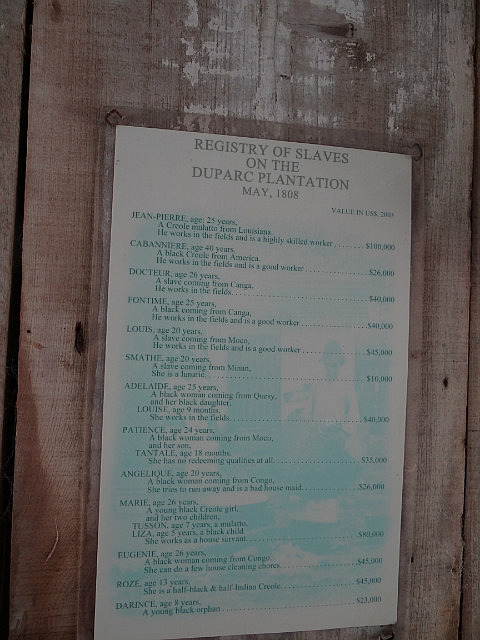 REGISTRY OF SLAVES
ON THE
DUPARC PLANTATION
MAY, 1808
VALUE IN US$, 2003
JEAN-PIERRE, age: 25 years,
A Creole mulatto from Louisiana.
He works in the fields and is a highly skilled worker ........ $100,000
CABANNIERE, age 40 years,
A black Creole from America.
He works in the fields and is a good worker ........ $26,000
DOCTEUR, age 26 years,
A slave coming from Canga,
He works in the fields. ........ $40,000
FONTIME, age 25 years,
A black coming from Canga,
He works in the fields and is a good worker ........ $40,000
LOUIS, age 20 years,
A slave coming from Moco,
He works in the fields and is a good worker ........ $45,000
SMATHE, age 20 years,
A slave coming from Minan,
She is a lunatic. ........ $10,000
ADELAIDE, age 25 years,
A black woman coming from Quesy,
and her black daughter,
LOUISE, age 9 months.
She works in the fields. ........ $40,000
PATIENCE, age 24 years,
A black woman coming from Moco,
and her son,
TANTALE, age 18 months.
She has no redeeming qualities at all. ........ $35,000
ANGELIQUE, age 20 years,
A black woman coming from Congo,
She tries to run away and is a bad house maid. ........ $26,000
MARIE, age 26 years,
A young black Creole girl,
and her two children,
TUSSON, age 7 years, a mulatto,
LIZA, age 5 years, a black child.
She works as a house servant. ........ $80,000
EUGENIE, age 26 years,
A black woman coming from Congo.
She can do a few house cleaning chores. ........ $45,000
ROZE, age 13 years,
She is a half-black & half-Indian Creole. ........ $45,000
DARINCE, age 8 years,
A young black orphan ........ $23,000